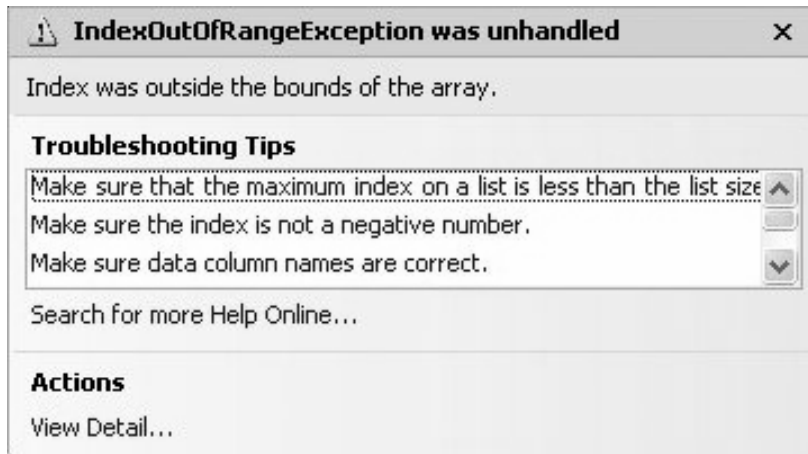 IndexOutOfRangeException was unhandled
Index was outside the bounds of the array.
Troubleshooting Tips
Make sure that the maximum index on a list is less than the list size
Make sure the index is not a negative number.
Make sure data column names are correct.
Search for more Help Online...
Actions
View Detail...